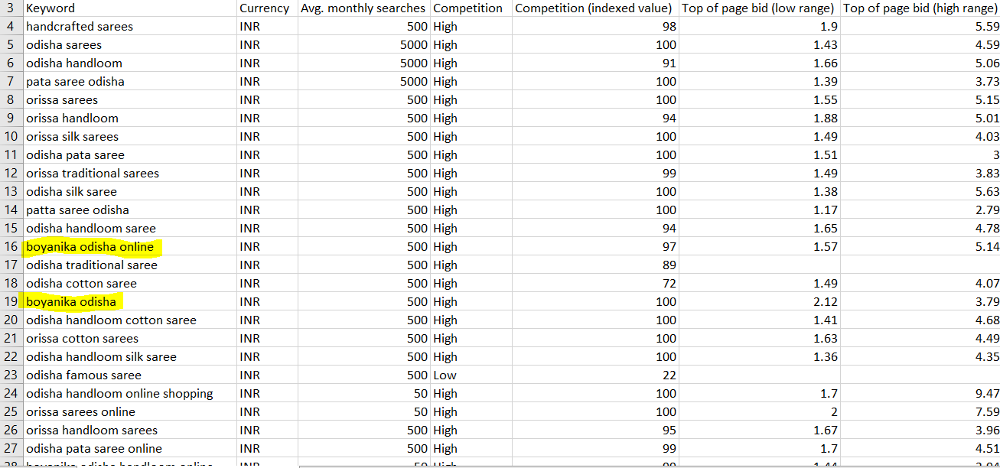 3 Keyword Currency Avg. monthly searches Competition Competition (indexed value) Top of page bid (low range) Top of page bid (high range)
4 handcrafted sarees INR 500 High 98 1.9 5.59
5 odisha sarees INR 5000 High 100 1.43 4.59
6 odisha handloom INR 5000 High 91 1.66 5.06
7 pata saree odisha INR 5000 High 100 1.39 3.73
8 orissa sarees INR 500 High 100 1.55 5.15
9 orissa handloom INR 500 High 94 1.88 5.01
10 orissa silk sarees INR 500 High 100 1.49 4.03
11 odisha pata saree INR 500 High 100 1.51 3
12 orissa traditional sarees INR 500 High 99 1.49 3.83
13 odisha silk saree INR 500 High 100 1.38 5.63
14 patta saree odisha INR 500 High 100 1.17 2.79
15 odisha handloom saree INR 500 High 94 1.65 4.78
16 boyanika odisha online INR 500 High 97 1.57 5.14
17 odisha traditional saree INR 500 High 89
18 odisha cotton saree INR 500 High 72 1.49 4.07
19 boyanika odisha INR 500 High 100 2.12 3.79
20 odisha handloom cotton saree INR 500 High 100 1.41 4.68
21 orissa cotton sarees INR 500 High 100 1.63 4.49
22 odisha handloom silk saree INR 500 High 100 1.36 4.35
23 odisha famous saree INR 500 Low 22
24 odisha handloom online shopping INR 50 High 100 1.7 9.47
25 orissa sarees online INR 50 High 100 2 7.59
26 orissa handloom sarees INR 500 High 95 1.67 3.96
27 odisha pata saree online INR 500 High 99 1.7 4.51
28 boyanika odisha handloom online INR 50 High